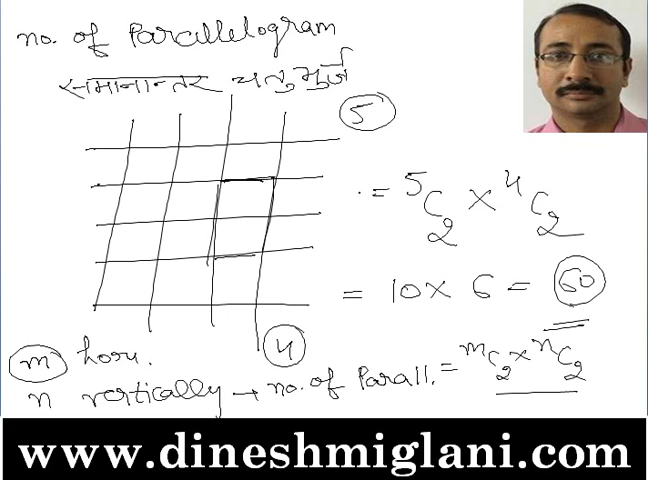 no. of Parallelogram
समानान्तर चतुर्भुज
5
= 5C2 × 4C2
= 10 × 6 = 60
4
m hori.
n vertically → no. of Parall. = mC2 × nC2
www.dineshmiglani.com